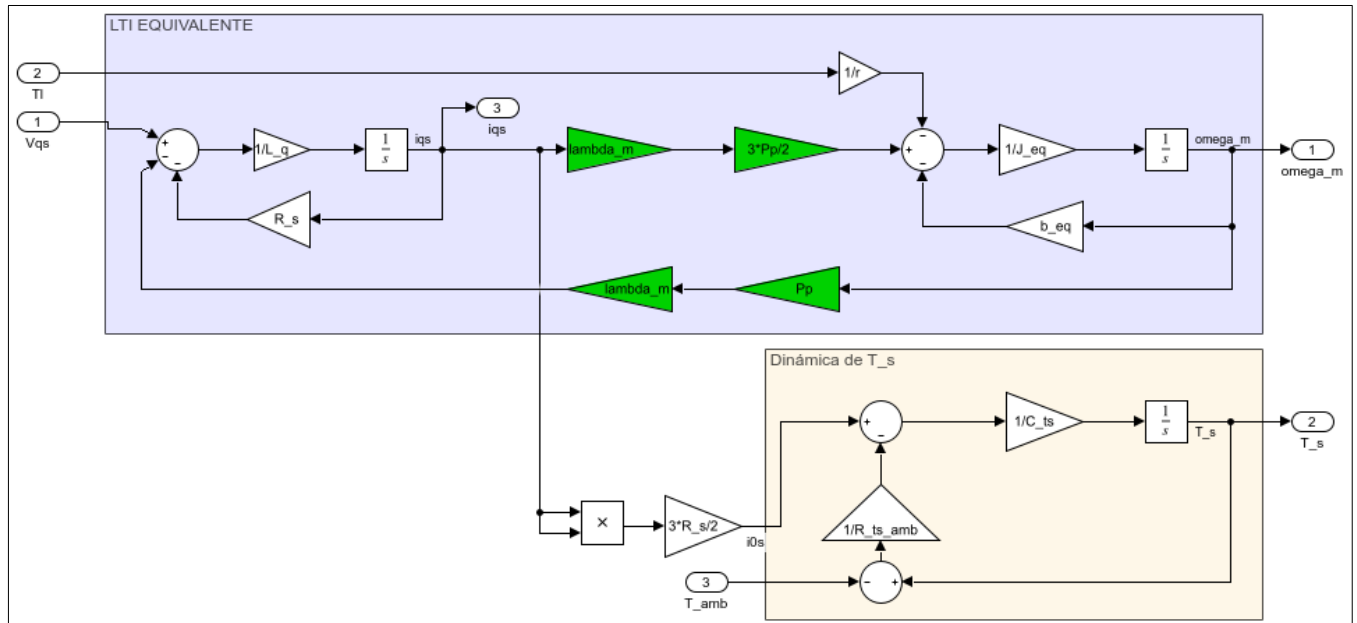 LTI EQUIVALENTE
2
Tl
1/r
1
Vqs
3
iqs
+
−
−
1/L_q
1
s
iqs
lambda_m
3*Pp/2
−
+
−
1/J_eq
1
s
omega_m
1
omega_m
R_s
b_eq
lambda_m
Pp
Dinámica de T_s
+
−
1/C_ts
1
s
T_s
2
T_s
×
3*R_s/2
i0s
1/R_ts_amb
3
T_amb
−
+